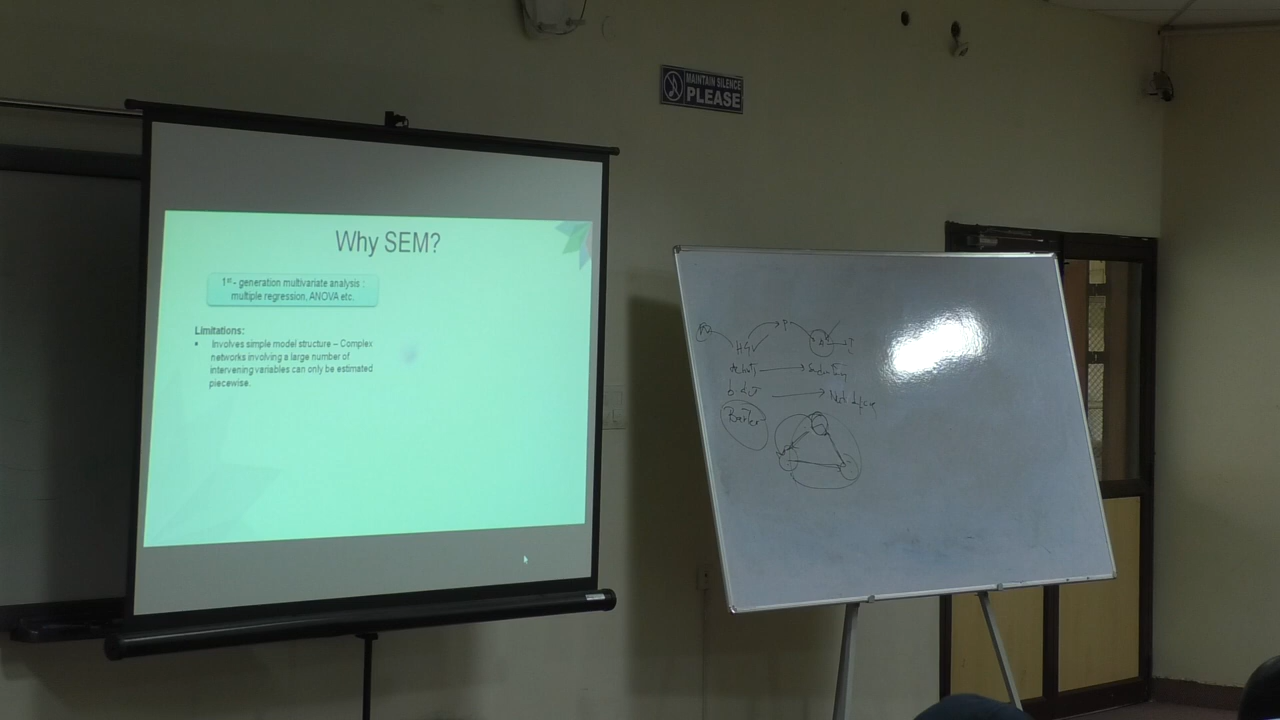 MAINTAIN SILENCE
PLEASE
Why SEM?
1st - generation multivariate analysis :
multiple regression, ANOVA etc.
Limitations:
• Involves simple model structure – Complex
networks involving a large number of
intervening variables can only be estimated
piecewise.
P